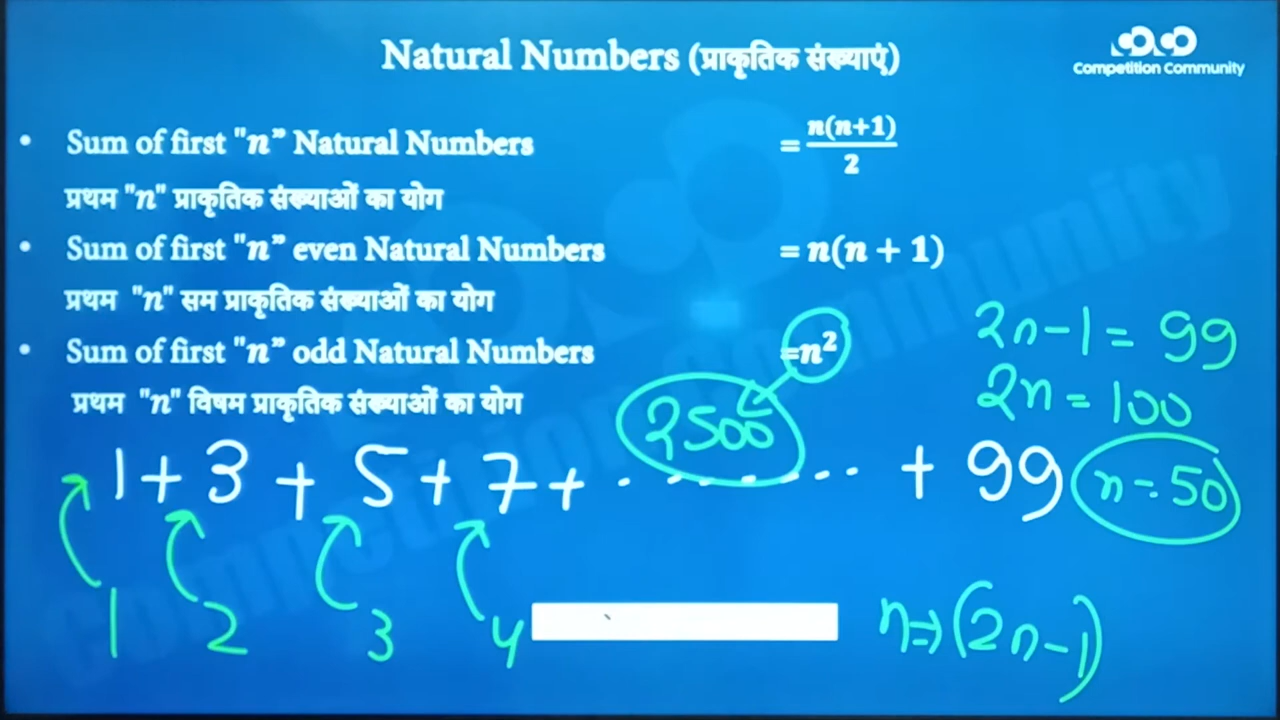 Natural Numbers (प्राकृतिक संख्याएं)
Competition Community
• Sum of first "n" Natural Numbers = n(n+1)/2
प्रथम "n" प्राकृतिक संख्याओं का योग
• Sum of first "n" even Natural Numbers = n(n + 1)
प्रथम "n" सम प्राकृतिक संख्याओं का योग
• Sum of first "n" odd Natural Numbers =n²
प्रथम "n" विषम प्राकृतिक संख्याओं का योग
2n-1 = 99
2n = 100
2500
1 + 3 + 5 + 7 + ........ + 99
n = 50
1 2 3 4
n ⇒ (2n-1)
Competition Community